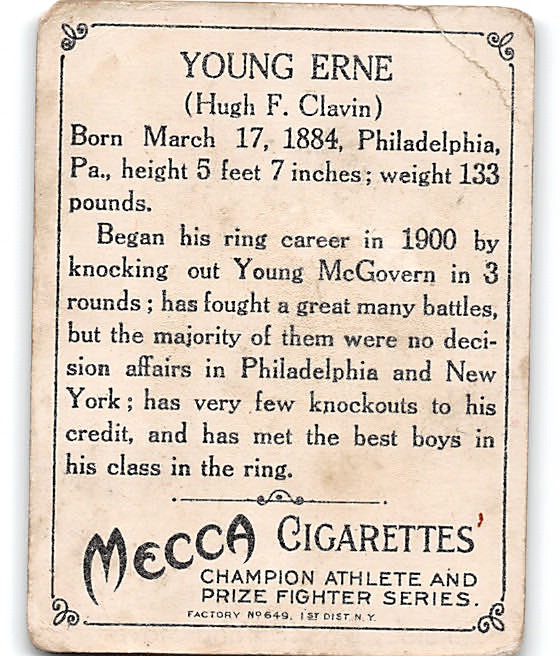 YOUNG ERNE
(Hugh F. Clavin)
Born March 17, 1884, Philadelphia,
Pa., height 5 feet 7 inches; weight 133
pounds.
Began his ring career in 1900 by
knocking out Young McGovern in 3
rounds; has fought a great many battles,
but the majority of them were no deci-
sion affairs in Philadelphia and New
York; has very few knockouts to his
credit, and has met the best boys in
his class in the ring.
MECCA CIGARETTES
CHAMPION ATHLETE AND
PRIZE FIGHTER SERIES.
FACTORY Nº 649, 1ST DIST. N.Y.